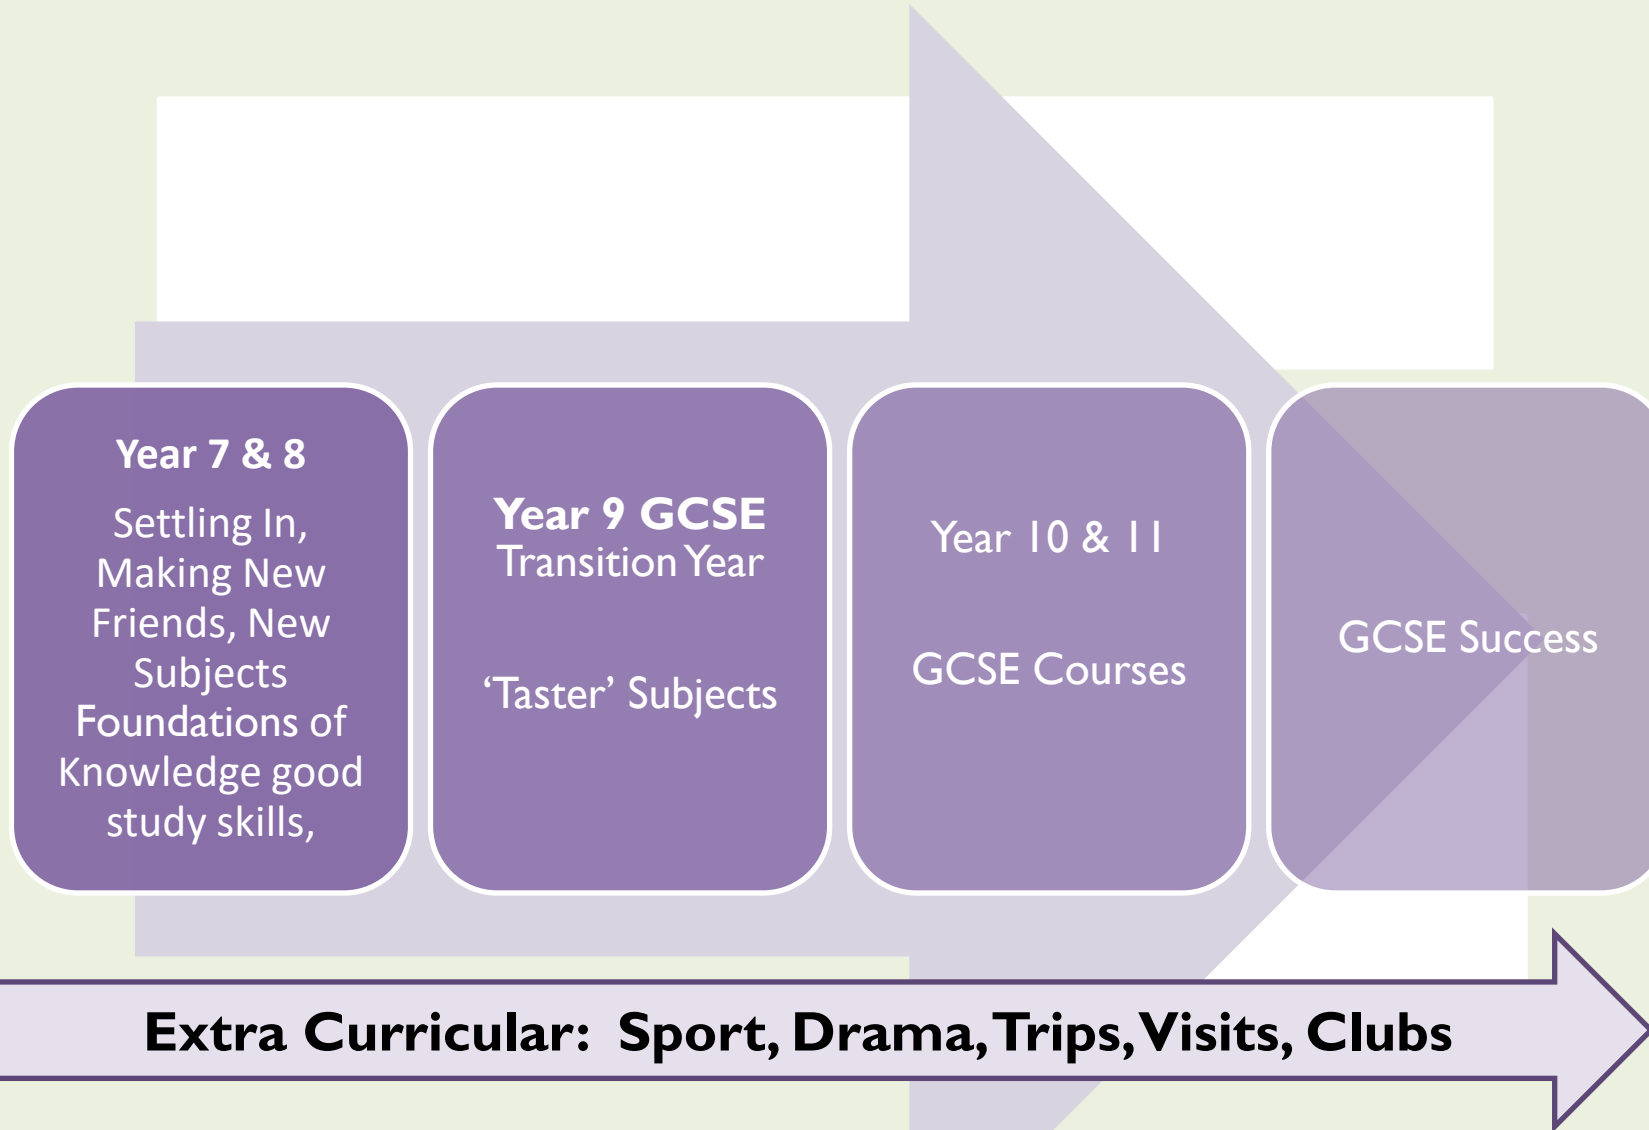 Year 7 & 8
Settling In,
Making New
Friends, New
Subjects
Foundations of
Knowledge good
study skills,
Year 9 GCSE
Transition Year
‘Taster’ Subjects
Year 10 & 11
GCSE Courses
GCSE Success
Extra Curricular: Sport, Drama, Trips, Visits, Clubs